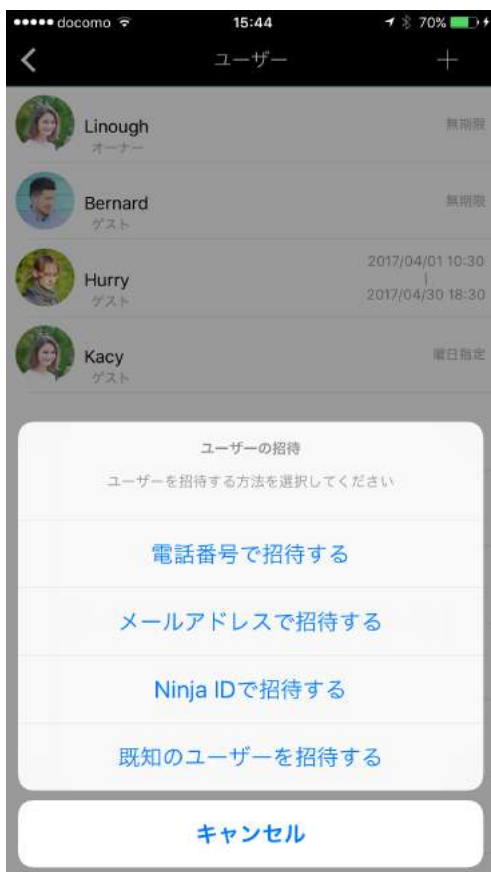 docomo 15:44 70%
ユーザー
Linough 無期限
オーナー
Bernard 無期限
ゲスト
2017/04/01 10:30
Hurry |
ゲスト 2017/04/30 18:30
Kacy 曜日指定
ゲスト
ユーザーの招待
ユーザーを招待する方法を選択してください
電話番号で招待する
メールアドレスで招待する
Ninja IDで招待する
既知のユーザーを招待する
キャンセル